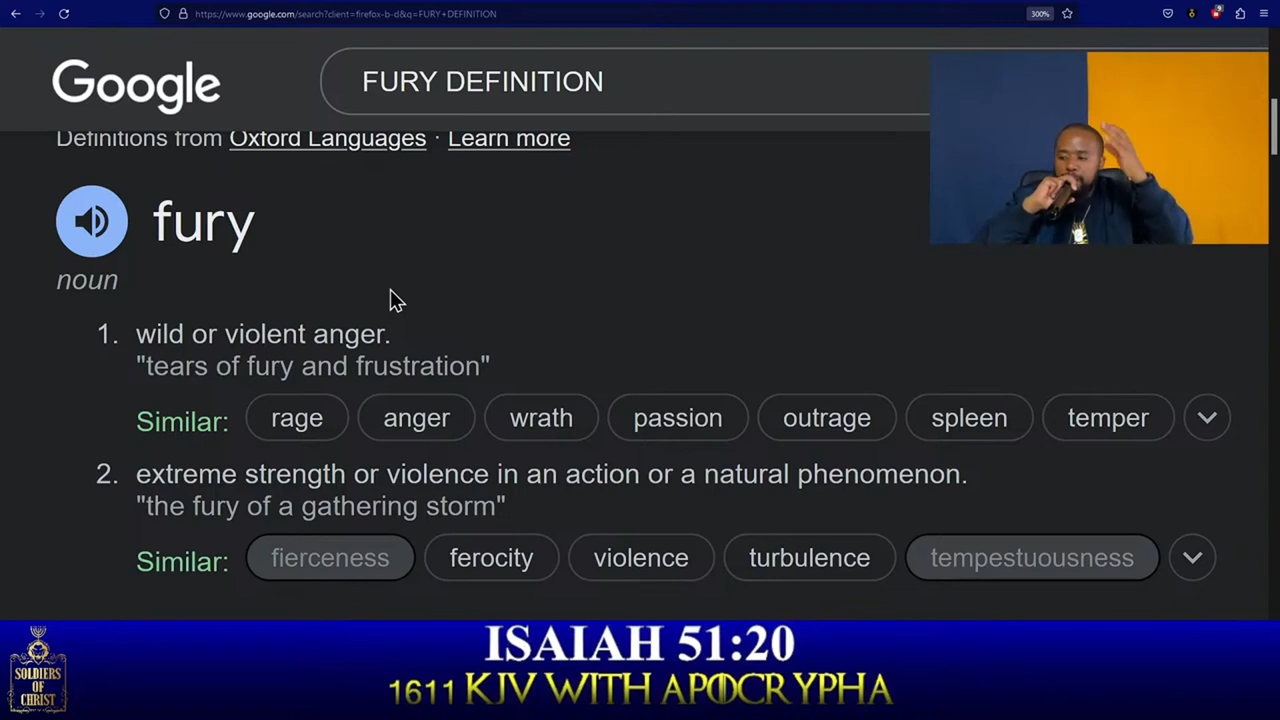 https://www.google.com/search?client=firefox-b-d&q=FURY+DEFINITION
300%
9
Google
FURY DEFINITION
Definitions from Oxford Languages · Learn more
fury
noun
1. wild or violent anger.
"tears of fury and frustration"
Similar: rage anger wrath passion outrage spleen temper
2. extreme strength or violence in an action or a natural phenomenon.
"the fury of a gathering storm"
Similar: fierceness ferocity violence turbulence tempestuousness
ISAIAH 51:20
1611 KJV WITH APOCRYPHA
SOLDIERS
OF
CHRIST